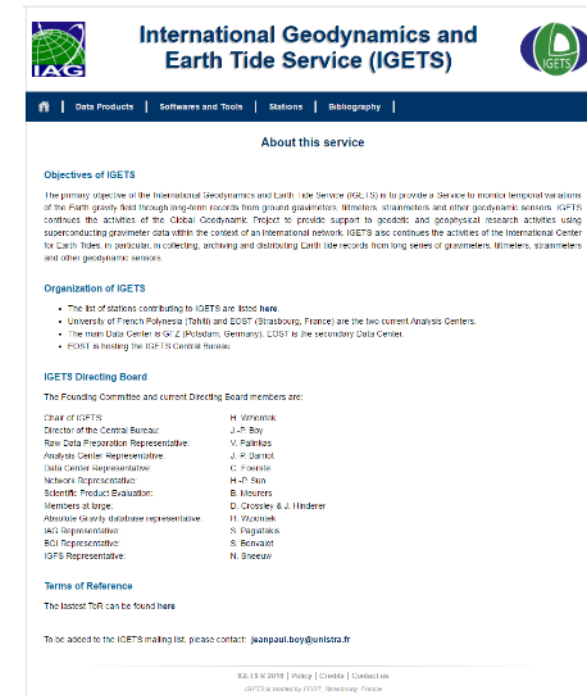 IAG
International Geodynamics and
Earth Tide Service (IGETS)
IGETS
Data Products | Softwares and Tools | Stations | Bibliography |
About this service
Objectives of IGETS
The primary objective of the International Geodynamics and Earth Tide Service (IGETS) is to provide a Service to monitor temporal variations
of the Earth gravity field through long-term records from ground gravimeters, tiltmeters, strainmeters and other geodynamic sensors. IGETS
continues the activities of the Global Geodynamic Project to provide support to geodetic and geophysical research activities using
superconducting gravimeter data within the context of an international network. IGETS also continues the activities of the International Center
for Earth Tides, in particular, in collecting, archiving and distributing Earth tide records from long series of gravimeters, tiltmeters, strainmeters
and other geodynamic sensors.
Organization of IGETS
• The list of stations contributing to IGETS are listed here.
• University of French Polynesia (Tahiti) and EOST (Strasbourg, France) are the two current Analysis Centers.
• The main Data Center is GFZ (Potsdam, Germany). EOST is the secondary Data Center.
• EOST is hosting the IGETS Central Bureau
IGETS Directing Board
The Founding Committee and current Directing Board members are:
Chair of IGETS: H. Wziontek
Director of the Central Bureau: J.-P. Boy
Raw Data Preparation Representative: V. Palinkas
Analysis Center Representative: J. P. Barriot
Data Center Representative: C. Foerste
Network Representative: H.-P. Sun
Scientific Product Evaluation: B. Meurers
Members at large: D. Crossley & J. Hinderer
Absolute Gravity database representative: H. Wziontek
IAG Representative: S. Pagiatakis
BGI Representative: S. Bonvalot
IGFS Representative: N. Sneeuw
Terms of Reference
The lastest ToR can be found here
To be added to the IGETS mailing list, please contact: jeanpaul.boy@unistra.fr
IGETS © 2016 | Policy | Credits | Contact us
IGETS is hosted by EOST, Strasbourg, France